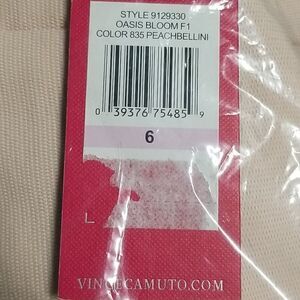 STYLE 9129330
OASIS BLOOM F1
COLOR 835 PEACHBELLINI
0 39376 75485 9
6
L
VINCECAMUTO.COM